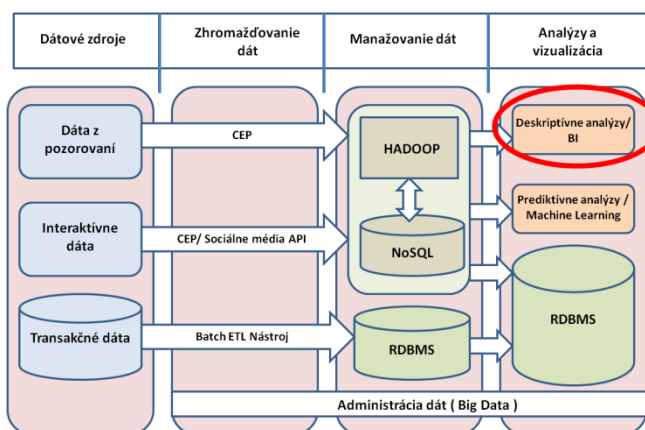 Dátové zdroje
Zhromažďovanie
dát
Manažovanie dát
Analýzy a
vizualizácia
Dáta z
pozorovaní
CEP
HADOOP
Deskriptívne analýzy/
BI
Interaktívne
dáta
CEP/ Sociálne média API
NoSQL
Prediktívne analýzy /
Machine Learning
Transakčné dáta
Batch ETL Nástroj
RDBMS
RDBMS
Administrácia dát ( Big Data )